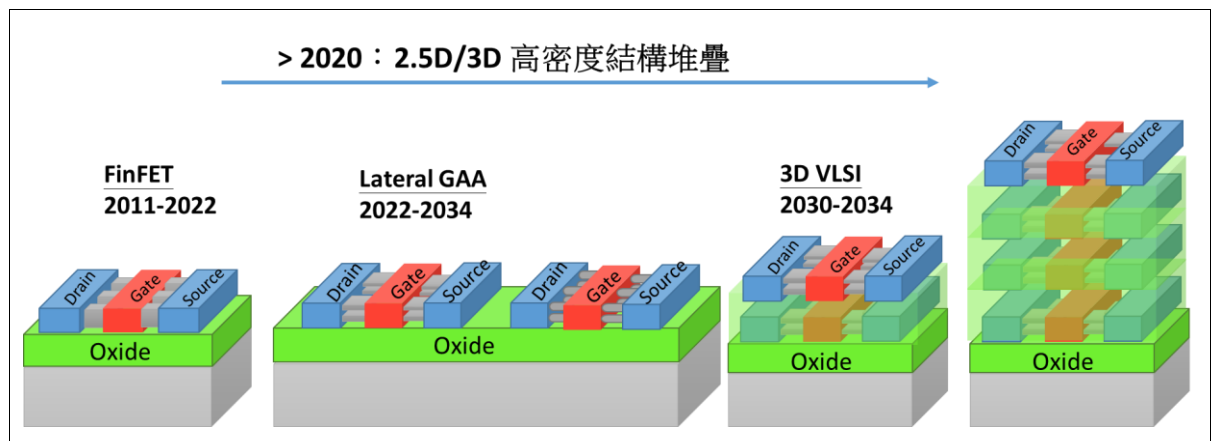 > 2020：2.5D/3D 高密度結構堆疊
FinFET
2011-2022
Drain
Gate
Source
Oxide
Lateral GAA
2022-2034
Drain
Gate
Source
Drain
Gate
Source
Oxide
3D VLSI
2030-2034
Drain
Gate
Source
Oxide
Drain
Gate
Source
Oxide